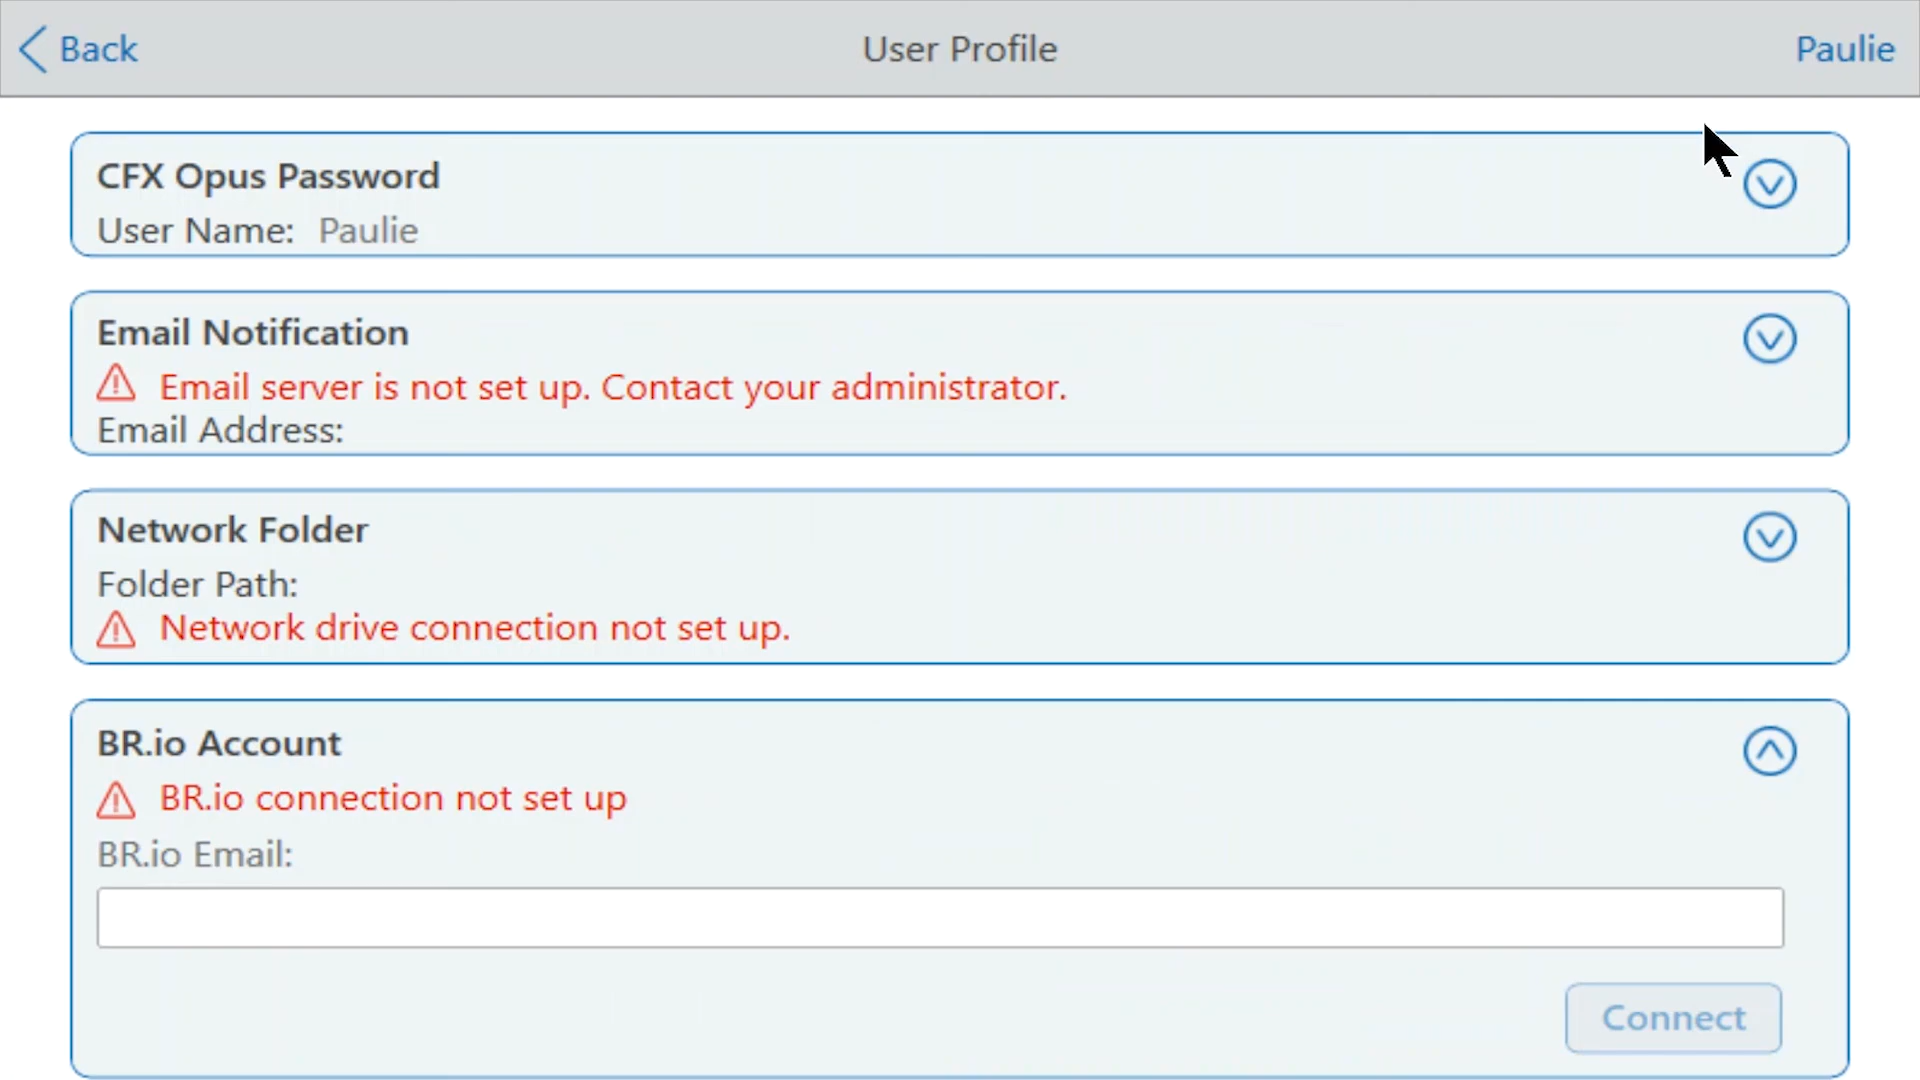 Back
User Profile
Paulie
CFX Opus Password
User Name: Paulie
Email Notification
Email server is not set up. Contact your administrator.
Email Address:
Network Folder
Folder Path:
Network drive connection not set up.
BR.io Account
BR.io connection not set up
BR.io Email:
Connect